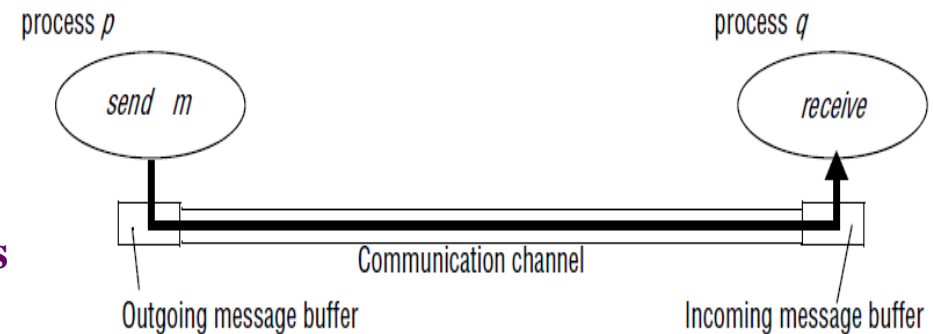 process p
process q
send m
receive
s
Communication channel
Outgoing message buffer
Incoming message buffer